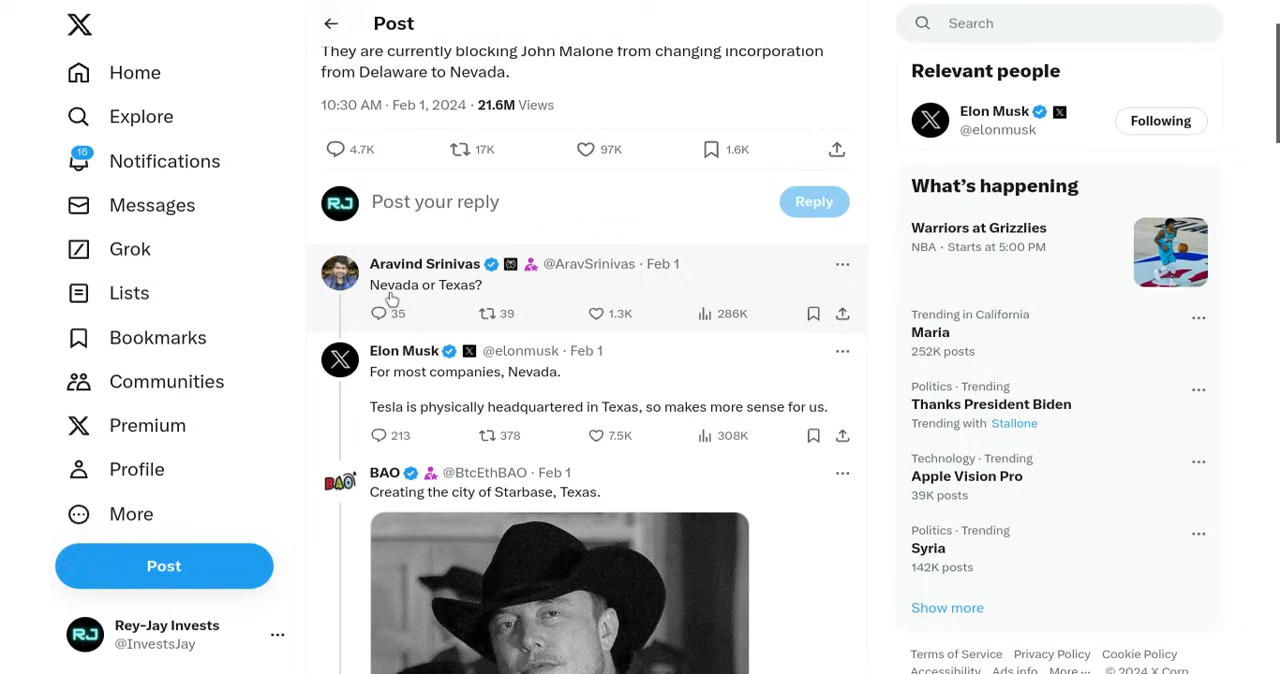 Home
Explore
16
Notifications
Messages
Grok
Lists
Bookmarks
Communities
Premium
Profile
More
Post
Rey-Jay Invests
@InvestsJay
Post
They are currently blocking John Malone from changing incorporation
from Delaware to Nevada.
10:30 AM · Feb 1, 2024 · 21.6M Views
4.7K 17K 97K 1.6K
RJ Post your reply Reply
Aravind Srinivas @AravSrinivas · Feb 1
Nevada or Texas?
35 39 1.3K 286K
Elon Musk @elonmusk · Feb 1
For most companies, Nevada.
Tesla is physically headquartered in Texas, so makes more sense for us.
213 378 7.5K 308K
BAO BAO @BtcEthBAO · Feb 1
Creating the city of Starbase, Texas.
Search
Relevant people
Elon Musk
@elonmusk
Following
What's happening
Warriors at Grizzlies
NBA · Starts at 5:00 PM
Trending in California
Maria
252K posts
Politics · Trending
Thanks President Biden
Trending with Stallone
Technology · Trending
Apple Vision Pro
39K posts
Politics · Trending
Syria
142K posts
Show more
Terms of Service Privacy Policy Cookie Policy
Accessibility Ads info More ··· © 2024 X Corp.
RJ